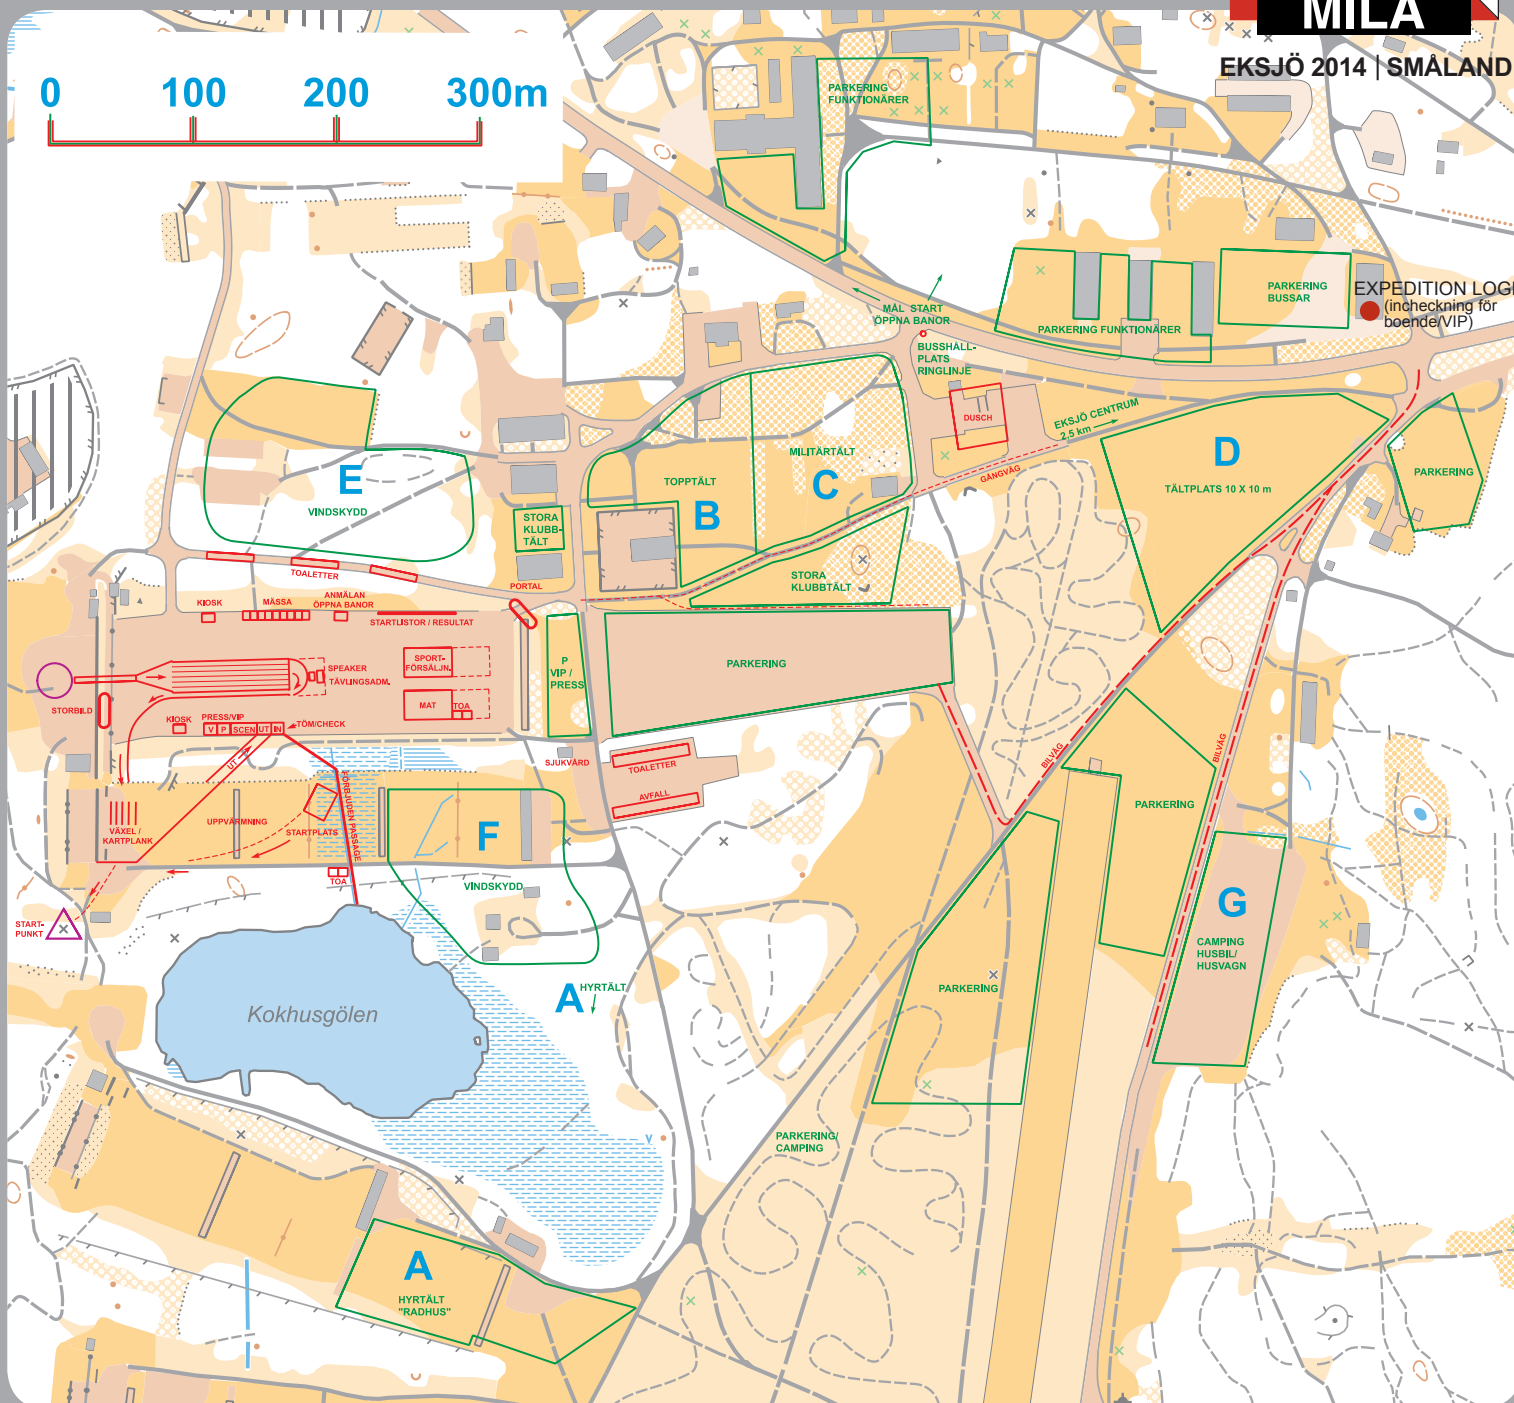 MILA
EKSJÖ 2014 | SMÅLAND
0 100 200 300m
PARKERING
FUNKTIONÄRER
PARKERING
BUSSAR
EXPEDITION LOGI
(incheckning för
boende/VIP)
MÅL START
ÖPPNA BANOR
PARKERING FUNKTIONÄRER
BUSSHÅLL-
PLATS
RINGLINJE
DUSCH
EKSJÖ CENTRUM
2,5 km
GÅNGVÄG
D
TÄLTPLATS 10 X 10 m
PARKERING
MILITÄRTÄLT
C
TOPPTÄLT
B
E
VINDSKYDD
STORA
KLUBB-
TÄLT
STORA
KLUBBTÄLT
TOALETTER
PORTAL
KIOSK
MÄSSA
ANMÄLAN
ÖPPNA BANOR
STARTLISTOR / RESULTAT
SPEAKER
TÄVLINGSADM.
SPORT-
FÖRSÄLJN.
MAT
TOA
P
VIP /
PRESS
PARKERING
STORBILD
KIOSK
PRESS/VIP
V P SCEN UT IN
TÖM/CHECK
UT
SJUKVÅRD
TOALETTER
AVFALL
BILVÄG
BILVÄG
FÖRBJUDEN PASSAGE
VÄXEL /
KARTPLANK
UPPVÄRMNING
STARTPLATS
F
VINDSKYDD
TOA
START-
PUNKT
PARKERING
G
CAMPING
HUSBIL/
HUSVAGN
PARKERING
A HYRTÄLT
Kokhusgölen
PARKERING/
CAMPING
A
HYRTÄLT
"RADHUS"